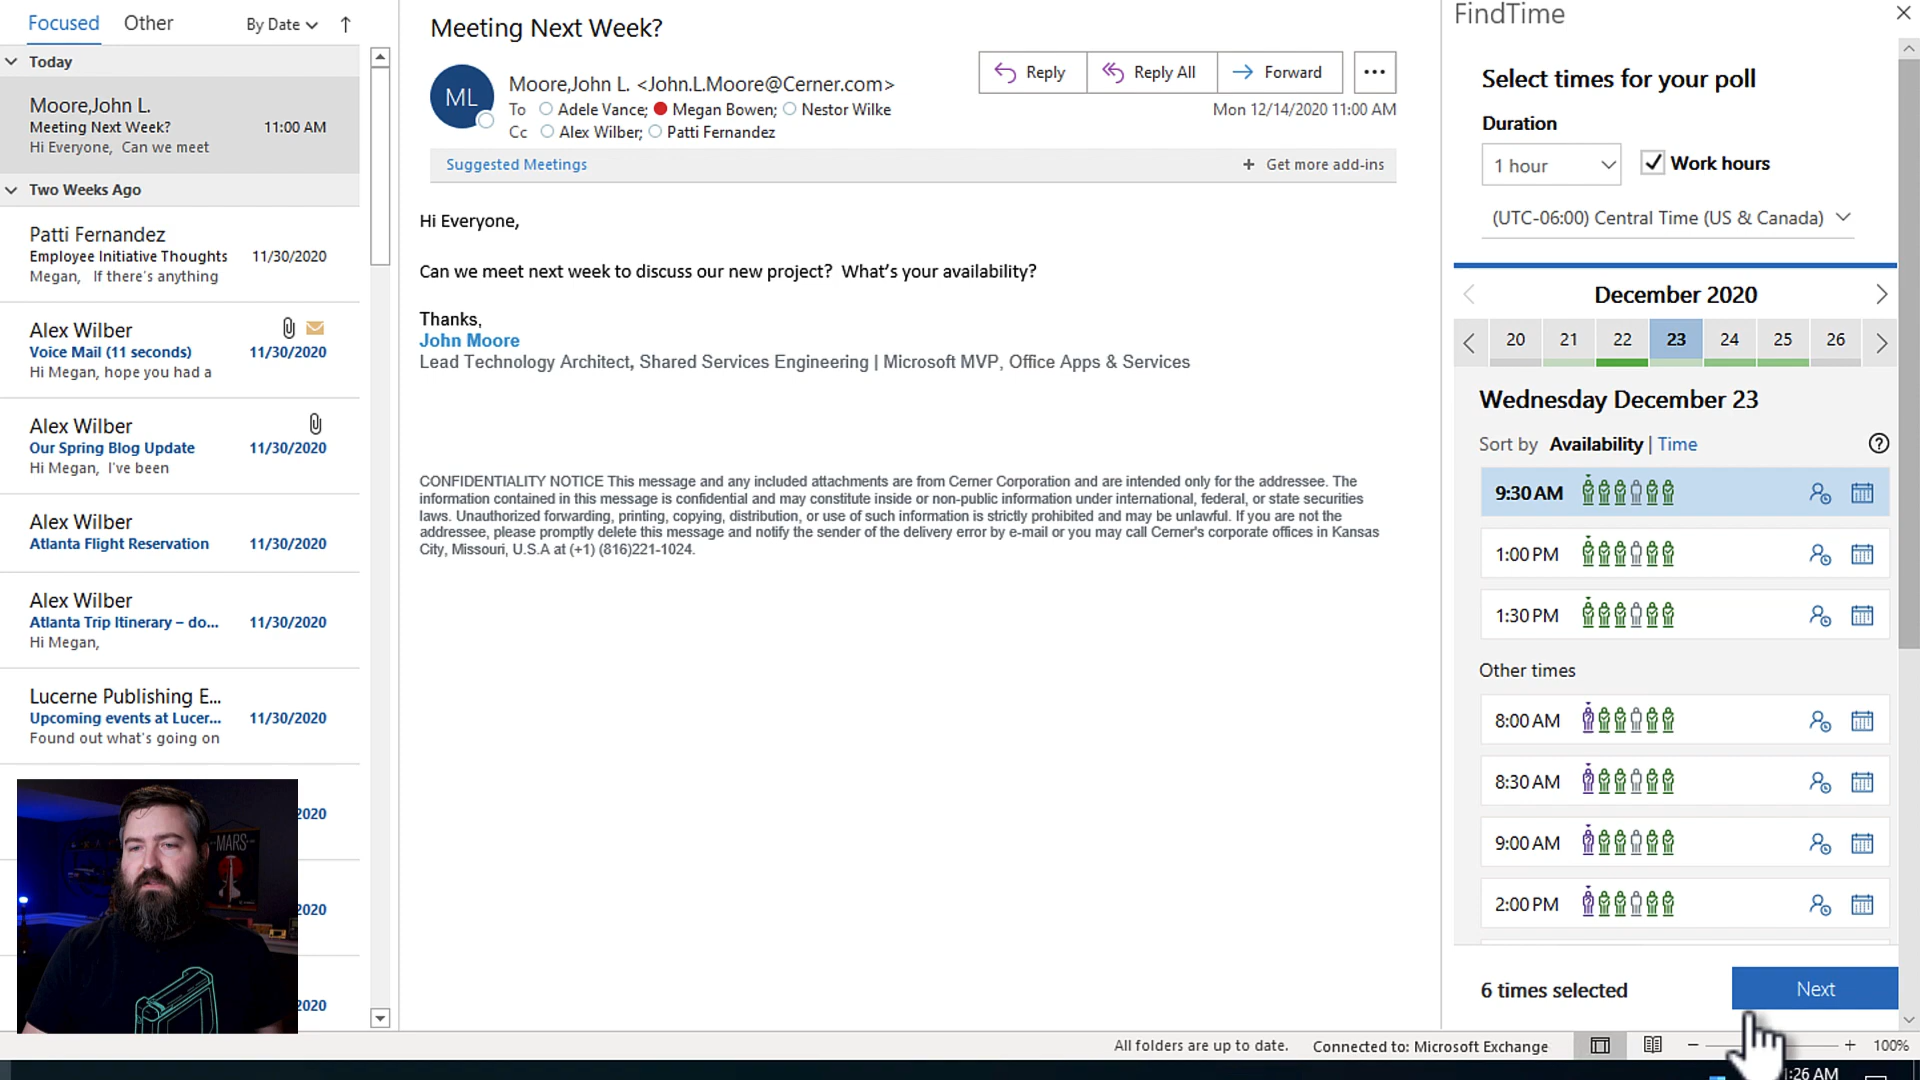 Focused Other By Date
Today
Moore,John L.
Meeting Next Week? 11:00 AM
Hi Everyone, Can we meet
Two Weeks Ago
Patti Fernandez
Employee Initiative Thoughts 11/30/2020
Megan, If there's anything
Alex Wilber
Voice Mail (11 seconds) 11/30/2020
Hi Megan, hope you had a
Alex Wilber
Our Spring Blog Update 11/30/2020
Hi Megan, I've been
Alex Wilber
Atlanta Flight Reservation 11/30/2020
Alex Wilber
Atlanta Trip Itinerary – do... 11/30/2020
Hi Megan,
Lucerne Publishing E...
Upcoming events at Lucer... 11/30/2020
Found out what's going on
2020
MARS
2020
2020
Meeting Next Week?
ML
Moore,John L. <John.L.Moore@Cerner.com>
To Adele Vance; Megan Bowen; Nestor Wilke
Cc Alex Wilber; Patti Fernandez
Reply Reply All Forward ...
Mon 12/14/2020 11:00 AM
Suggested Meetings + Get more add-ins
Hi Everyone,
Can we meet next week to discuss our new project? What's your availability?
Thanks,
John Moore
Lead Technology Architect, Shared Services Engineering | Microsoft MVP, Office Apps & Services
CONFIDENTIALITY NOTICE This message and any included attachments are from Cerner Corporation and are intended only for the addressee. The
information contained in this message is confidential and may constitute inside or non-public information under international, federal, or state securities
laws. Unauthorized forwarding, printing, copying, distribution, or use of such information is strictly prohibited and may be unlawful. If you are not the
addressee, please promptly delete this message and notify the sender of the delivery error by e-mail or you may call Cerner's corporate offices in Kansas
City, Missouri, U.S.A at (+1) (816)221-1024.
FindTime
Select times for your poll
Duration
1 hour Work hours
(UTC-06:00) Central Time (US & Canada)
December 2020
20 21 22 23 24 25 26
Wednesday December 23
Sort by Availability | Time
9:30 AM
1:00 PM
1:30 PM
Other times
8:00 AM
8:30 AM
9:00 AM
2:00 PM
6 times selected Next
All folders are up to date. Connected to: Microsoft Exchange 100%
:26 AM